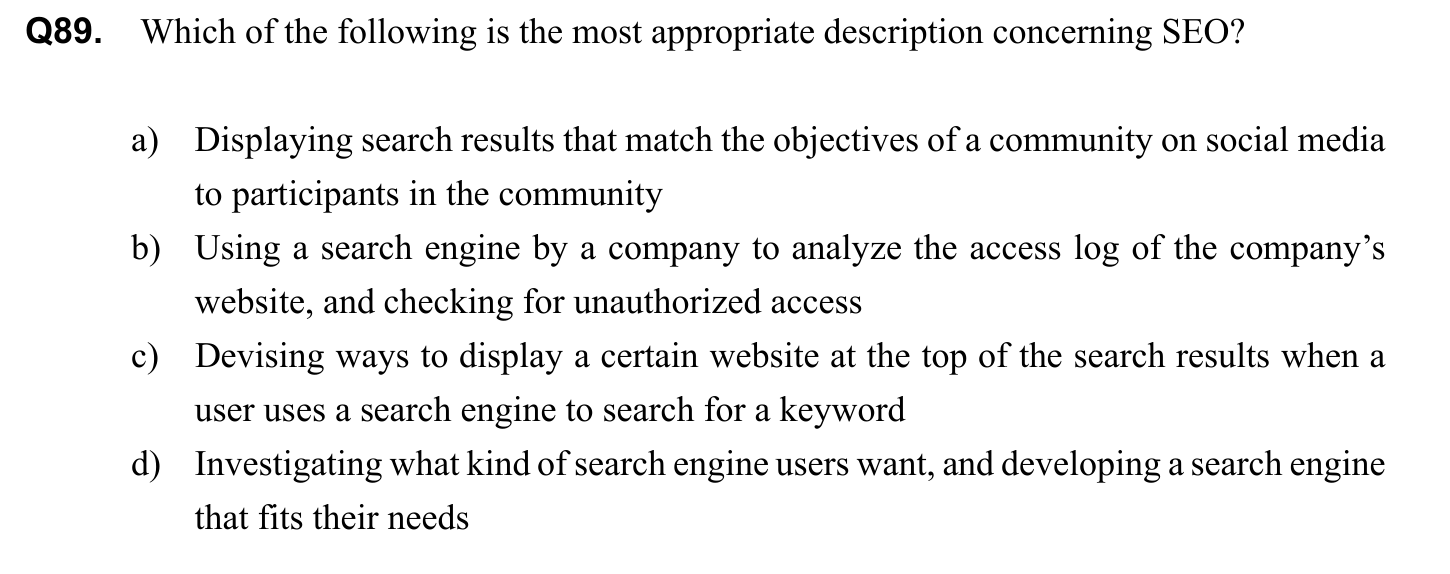 Q89. Which of the following is the most appropriate description concerning SEO?
a) Displaying search results that match the objectives of a community on social media
to participants in the community
b) Using a search engine by a company to analyze the access log of the company’s
website, and checking for unauthorized access
c) Devising ways to display a certain website at the top of the search results when a
user uses a search engine to search for a keyword
d) Investigating what kind of search engine users want, and developing a search engine
that fits their needs